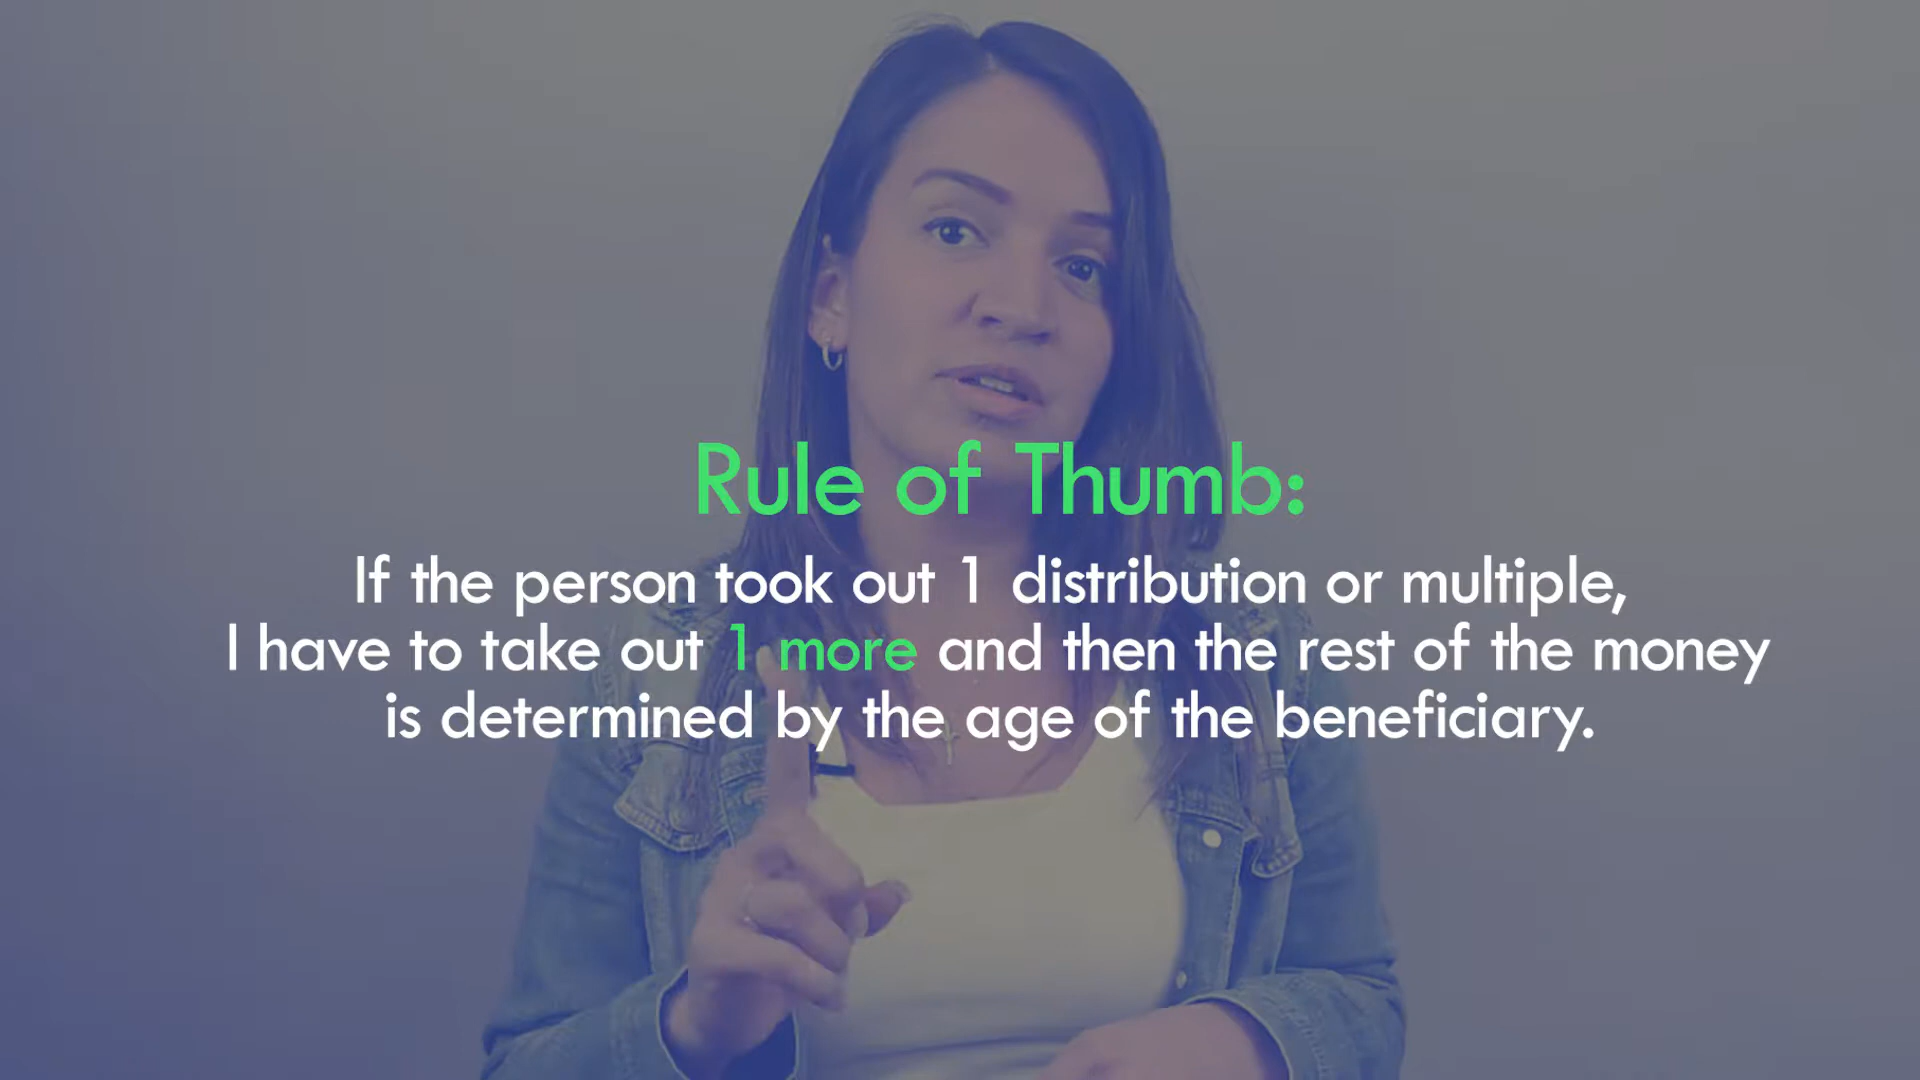 Rule of Thumb:
If the person took out 1 distribution or multiple,
I have to take out 1 more and then the rest of the money
is determined by the age of the beneficiary.